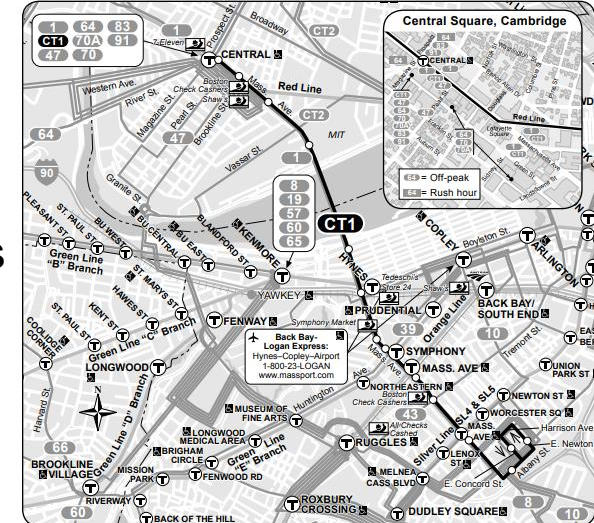 1 64 83
CT1 70A 91
47 70
1
7-Eleven
Prospect St.
Broadway
CT2
CENTRAL
Red Line
Mass Ave.
Western Ave.
River St.
Magazine St.
Pearl St.
Brookline St.
Boston
Check Cashers
Shaw's
47
64
CT2
MIT
Vassar St.
1
90
Granite St.
8
19
57
60
65
CT1
Central Square, Cambridge
CENTRAL
Red Line
Lafayette
Square
Massachusetts Ave
Landsdowne St.
64 = Off-peak
64 = Rush hour
PLEASANT ST.
ST. PAUL ST.
BU WEST
BU CENTRAL
BU EAST
BLANDFORD ST
KENMORE
Green Line
"B" Branch
ST. MARYS ST.
HAWES ST.
KENT ST.
ST. PAUL ST.
COOLIDGE
CORNER
Green Line "C" Branch
YAWKEY
FENWAY
HYNES
COPLEY
Boylston St.
ARLINGTON
Tedeschi's
Store 24
Shaw's
PRUDENTIAL
Symphony Market
Orange Line
BACK BAY/
SOUTH END
39
10
Back Bay-
Logan Express:
Hynes–Copley–Airport
1-800-23-LOGAN
www.massport.com
SYMPHONY
MASS. AVE.
Mass. Ave.
Tremont St.
LONGWOOD
Green Line "D" Branch
Harvard St.
NORTHEASTERN
Boston
Check Cashers
43
All-Checks
Cashed
Huntington
Ave.
MUSEUM OF
FINE ARTS
LONGWOOD
MEDICAL AREA
BRIGHAM
CIRCLE
Green Line
"E" Branch
FENWOOD RD
MISSION
PARK
66
BROOKLINE
VILLAGE
RIVERWAY
60
BACK OF THE HILL
RUGGLES
ROXBURY
CROSSING
MELNEA
CASS BLVD
DUDLEY SQUARE
Silver Line SL4 & SL5
UNION
PARK ST
NEWTON ST
WORCESTER SQ
MASS.
AVE
LENOX
ST
Harrison Ave
E. Newton
Albany St.
E. Concord St.
8
10